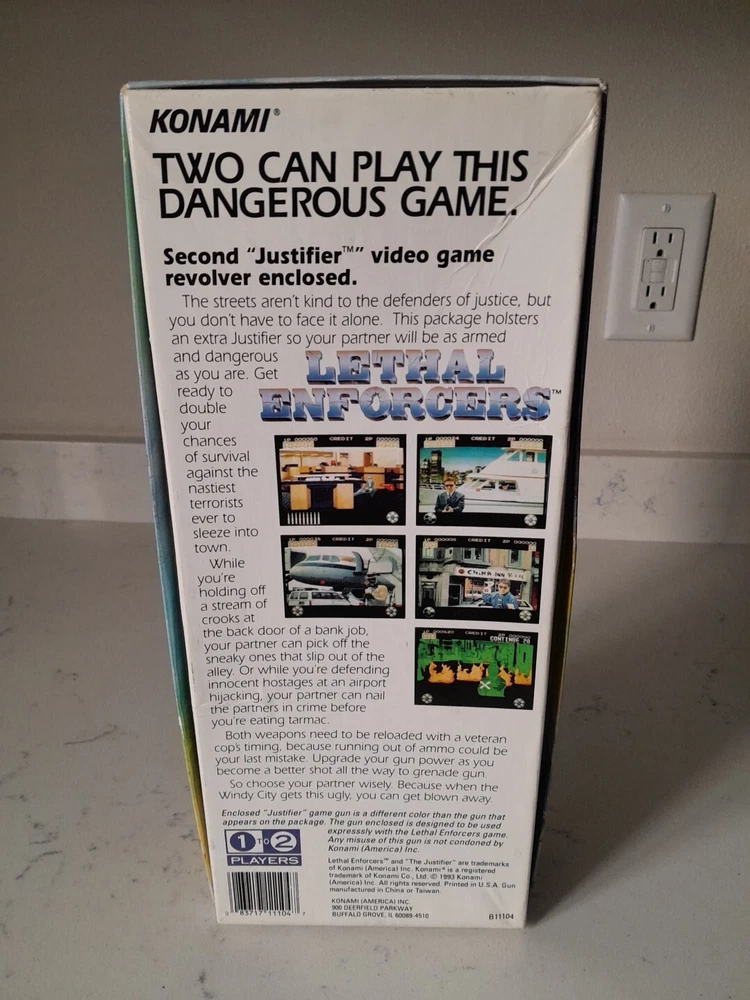 KONAMI®
TWO CAN PLAY THIS
DANGEROUS GAME.
Second "Justifier™" video game
revolver enclosed.
The streets aren't kind to the defenders of justice, but
you don't have to face it alone. This package holsters
an extra Justifier so your partner will be as armed
and dangerous
as you are. Get
ready to
double
your
chances
of survival
against the
nastiest
terrorists
ever to
sleeze into
town.
LETHAL
ENFORCERS™
While
you're
holding off
a stream of
crooks at
the back door of a bank job,
your partner can pick off the
sneaky ones that slip out of the
alley. Or while you're defending
innocent hostages at an airport
hijacking, your partner can nail
the partners in crime before
you're eating tarmac.
CREDIT
CREDIT
CREDIT
CREDIT
CREDIT
Both weapons need to be reloaded with a veteran
cop's timing, because running out of ammo could be
your last mistake. Upgrade your gun power as you
become a better shot all the way to grenade gun.
So choose your partner wisely. Because when the
Windy City gets this ugly, you can get blown away.
Enclosed "Justifier" game gun is a different color than the gun that
appears on the package. The gun enclosed is designed to be used
expresssly with the Lethal Enforcers game.
Any misuse of this gun is not condoned by
Konami (America) Inc.
1 TO 2
PLAYERS
Lethal Enforcers™ and "The Justifier" are trademarks
of Konami (America) Inc. Konami® is a registered
trademark of Konami Co., Ltd. © 1993 Konami
(America) Inc. All rights reserved. Printed in U.S.A. Gun
manufactured in China or Taiwan.
KONAMI (AMERICA) INC.
900 DEERFIELD PARKWAY
BUFFALO GROVE, IL 60089-4510
83717 11104 7
B11104